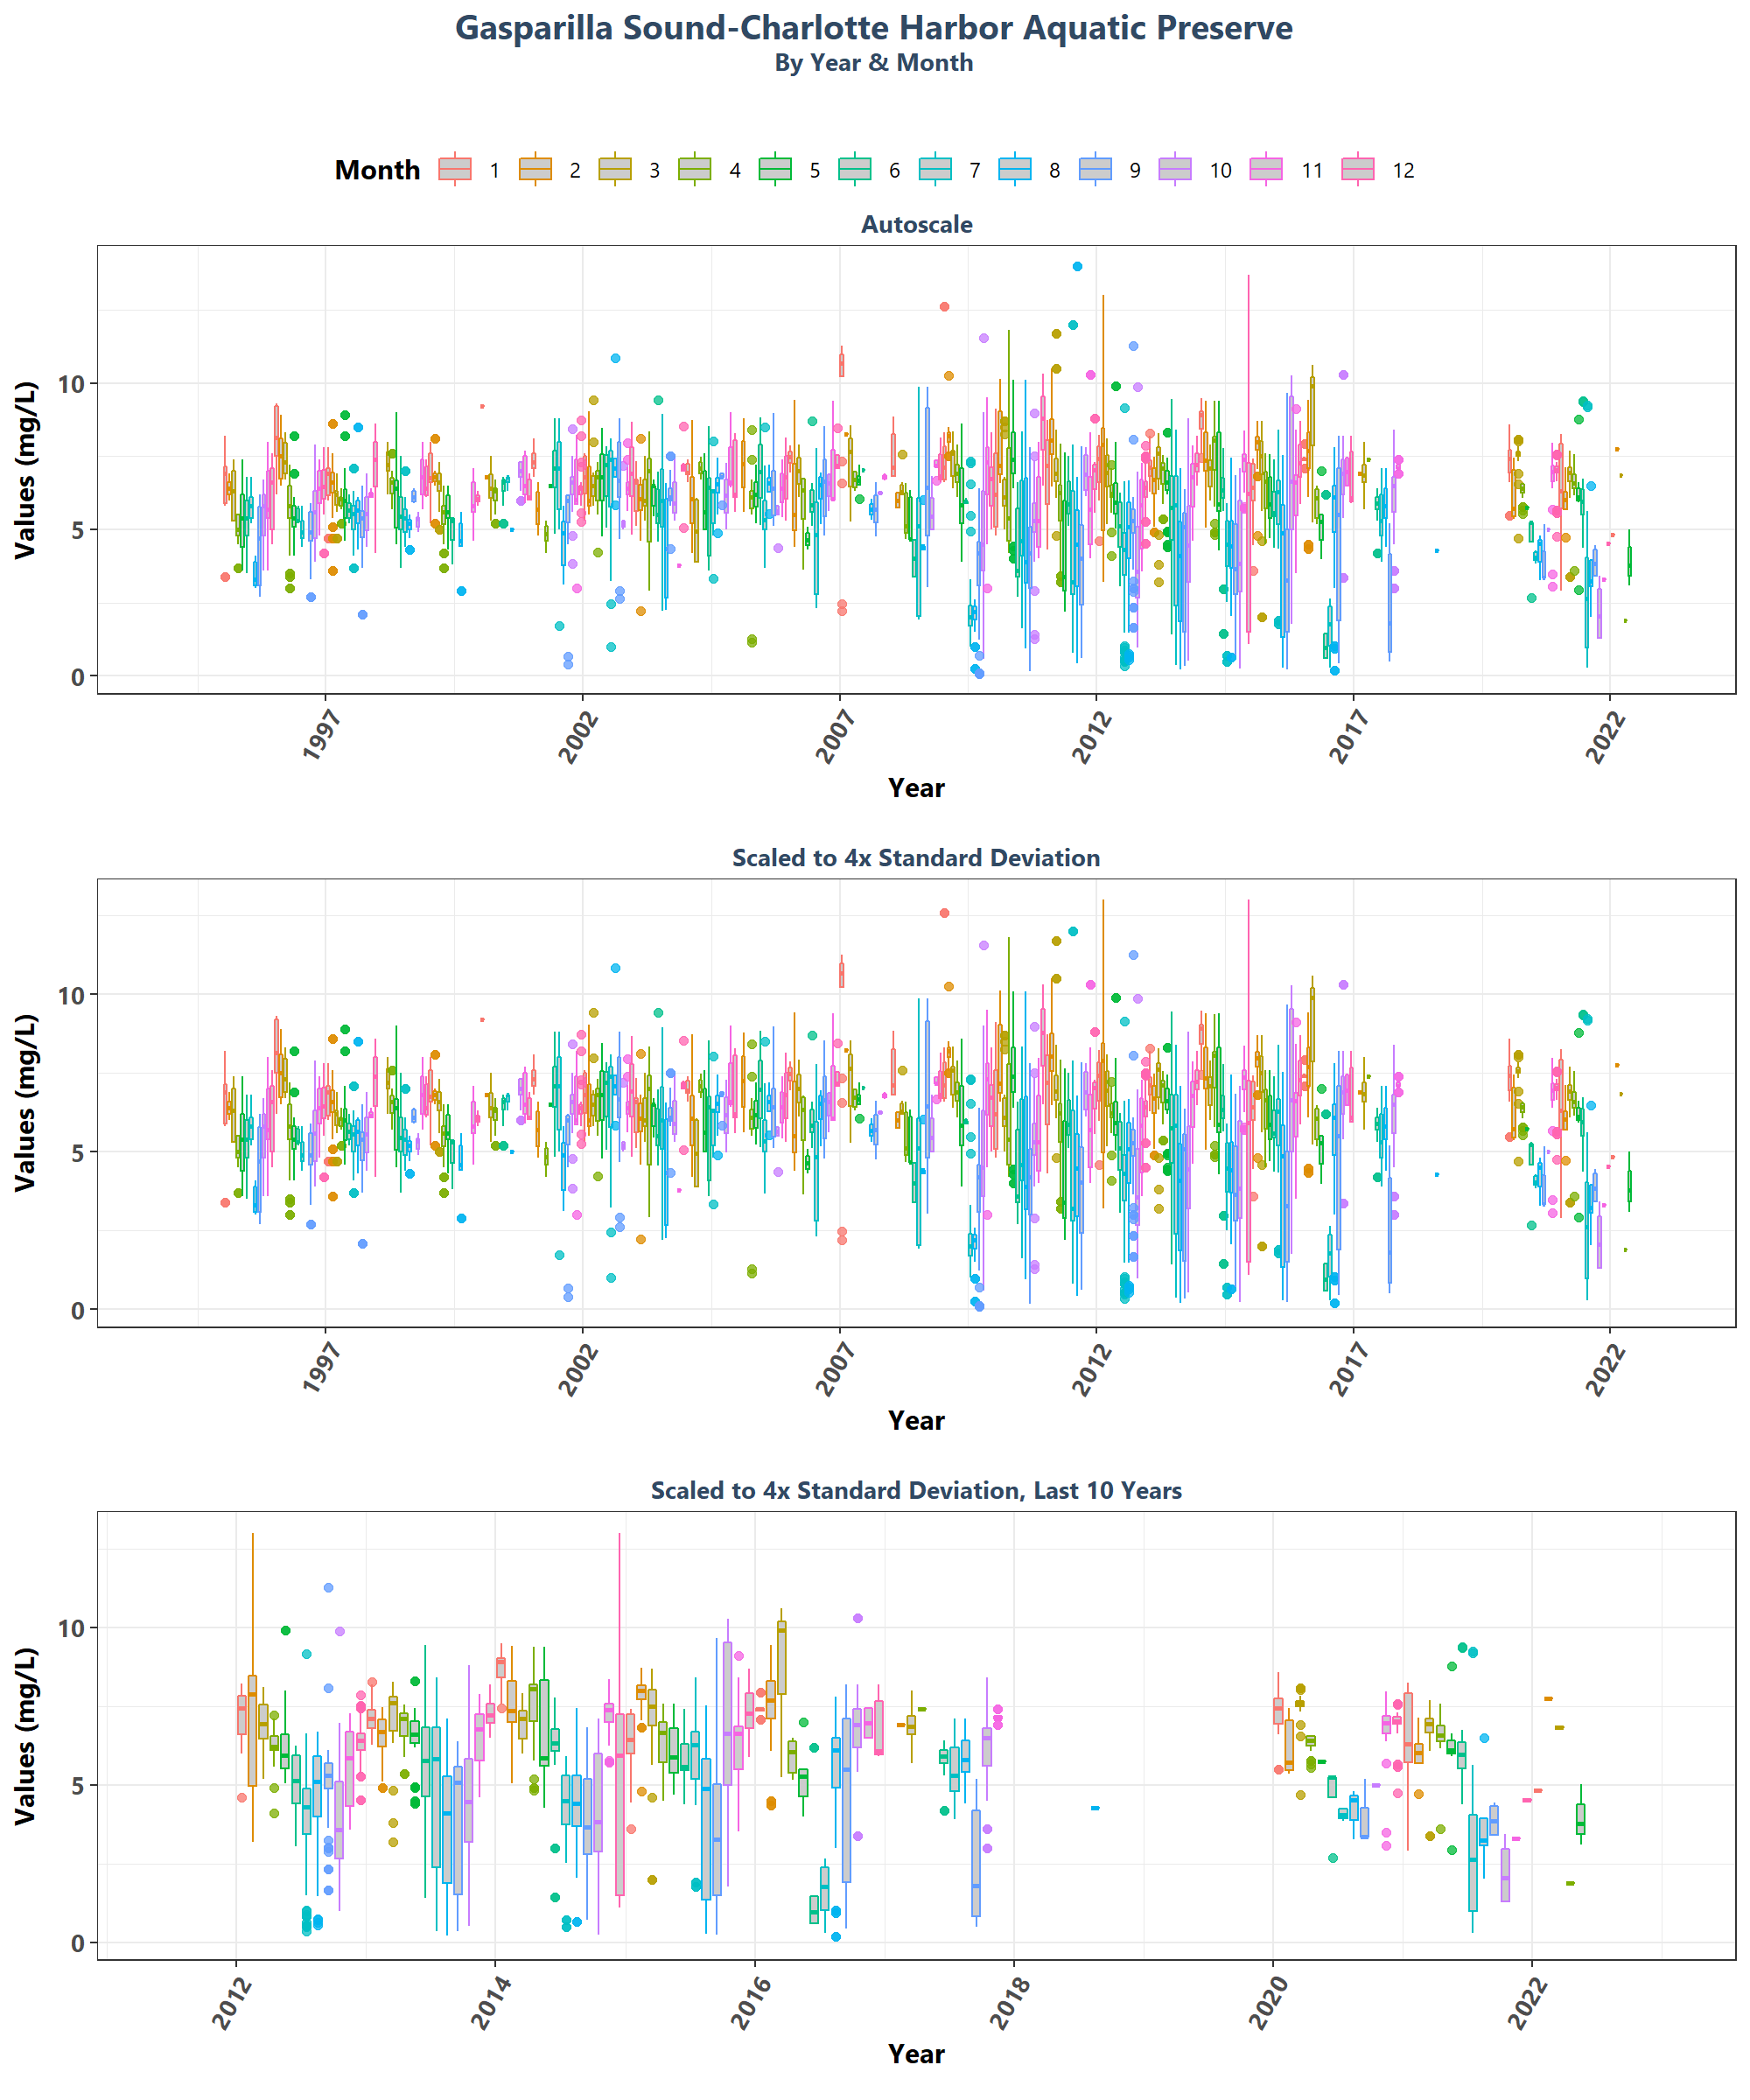 Gasparilla Sound-Charlotte Harbor Aquatic Preserve
By Year & Month
Month 1 2 3 4 5 6 7 8 9 10 11 12
Autoscale
Values (mg/L)
10
5
0
1997 2002 2007 2012 2017 2022
Year
Scaled to 4x Standard Deviation
Values (mg/L)
10
5
0
1997 2002 2007 2012 2017 2022
Year
Scaled to 4x Standard Deviation, Last 10 Years
Values (mg/L)
10
5
0
2012 2014 2016 2018 2020 2022
Year